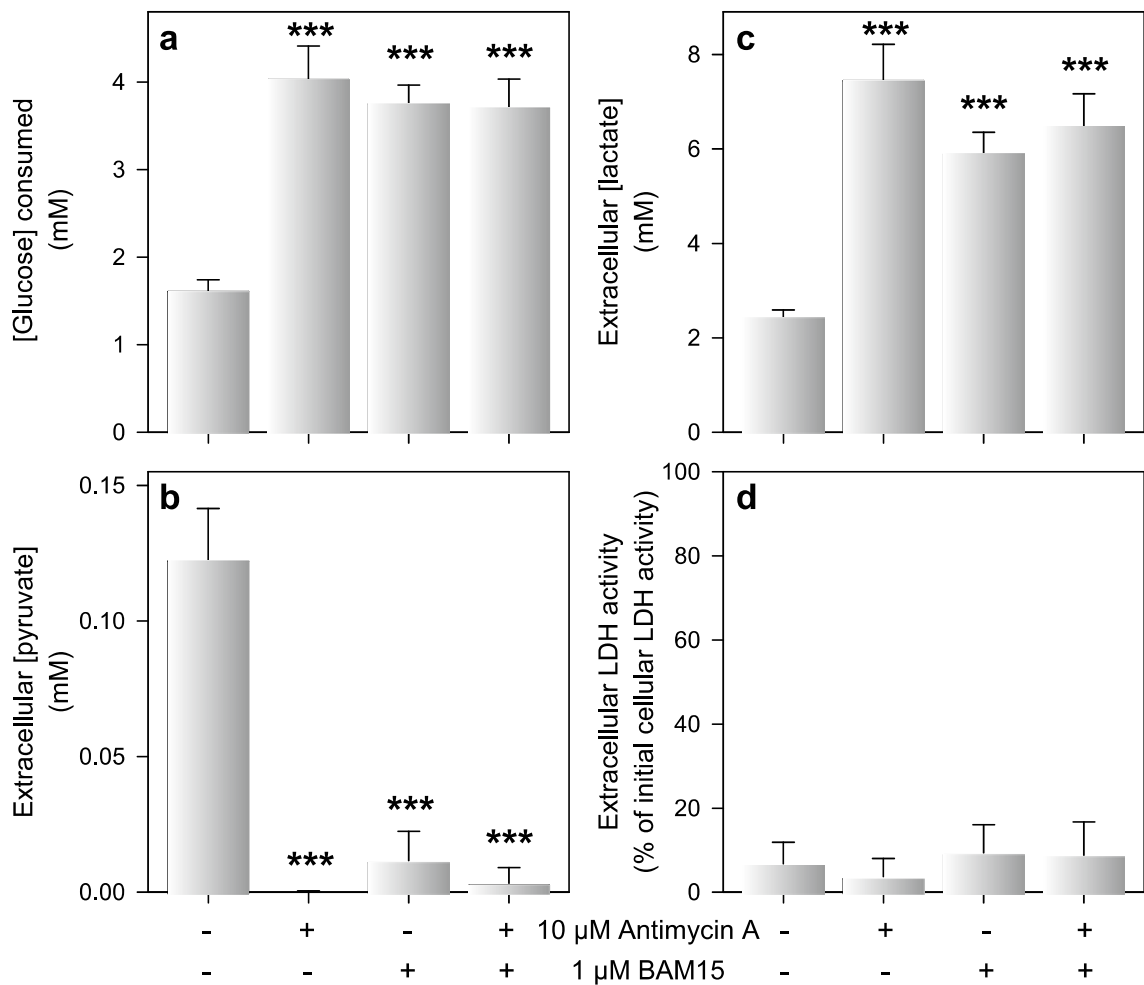 a
***
***
***
4
3
2
1
0
[Glucose] consumed
(mM)
- + - +
- - + +
c
***
***
***
8
6
4
2
0
Extracellular [lactate]
(mM)
- + - +
- - + +
b
0.15
0.10
0.05
0.00
***
***
***
Extracellular [pyruvate]
(mM)
d
100
80
60
40
20
0
Extracellular LDH activity
(% of initial cellular LDH activity)
- + - + 10 µM Antimycin A - + - +
- - + + 1 µM BAM15 - - + +